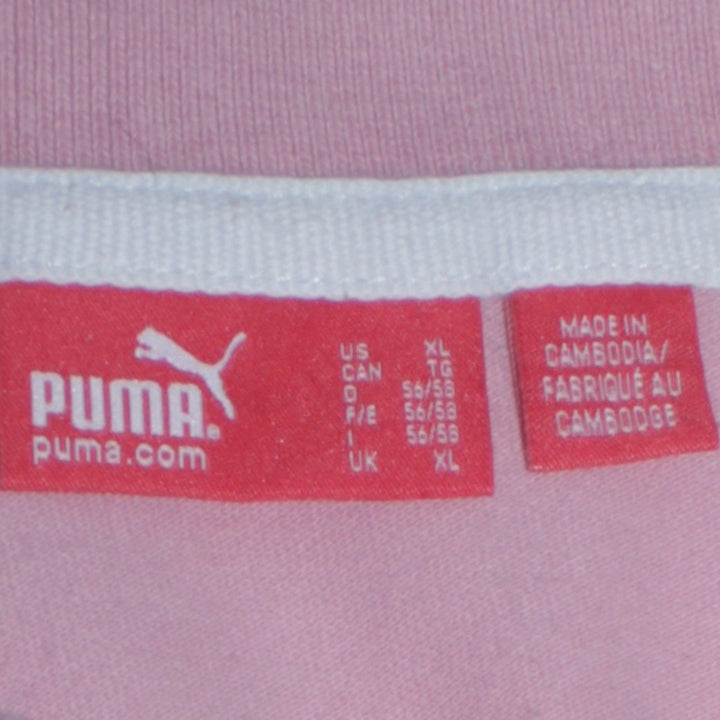 PUMA®
puma.com
US XL
CAN TG
D 56/58
F/E 56/58
I 56/58
UK XL
MADE IN
CAMBODIA/
FABRIQUÉ AU
CAMBODGE